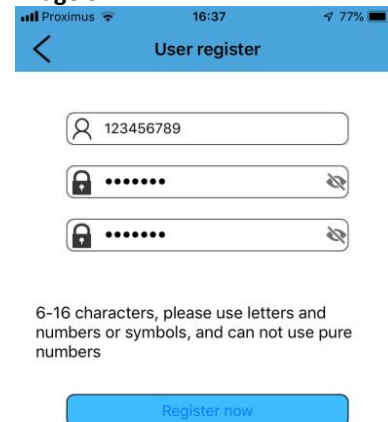 Proximus 16:37 77%
User register
123456789
•••••••
•••••••
6-16 characters, please use letters and
numbers or symbols, and can not use pure
numbers
Register now